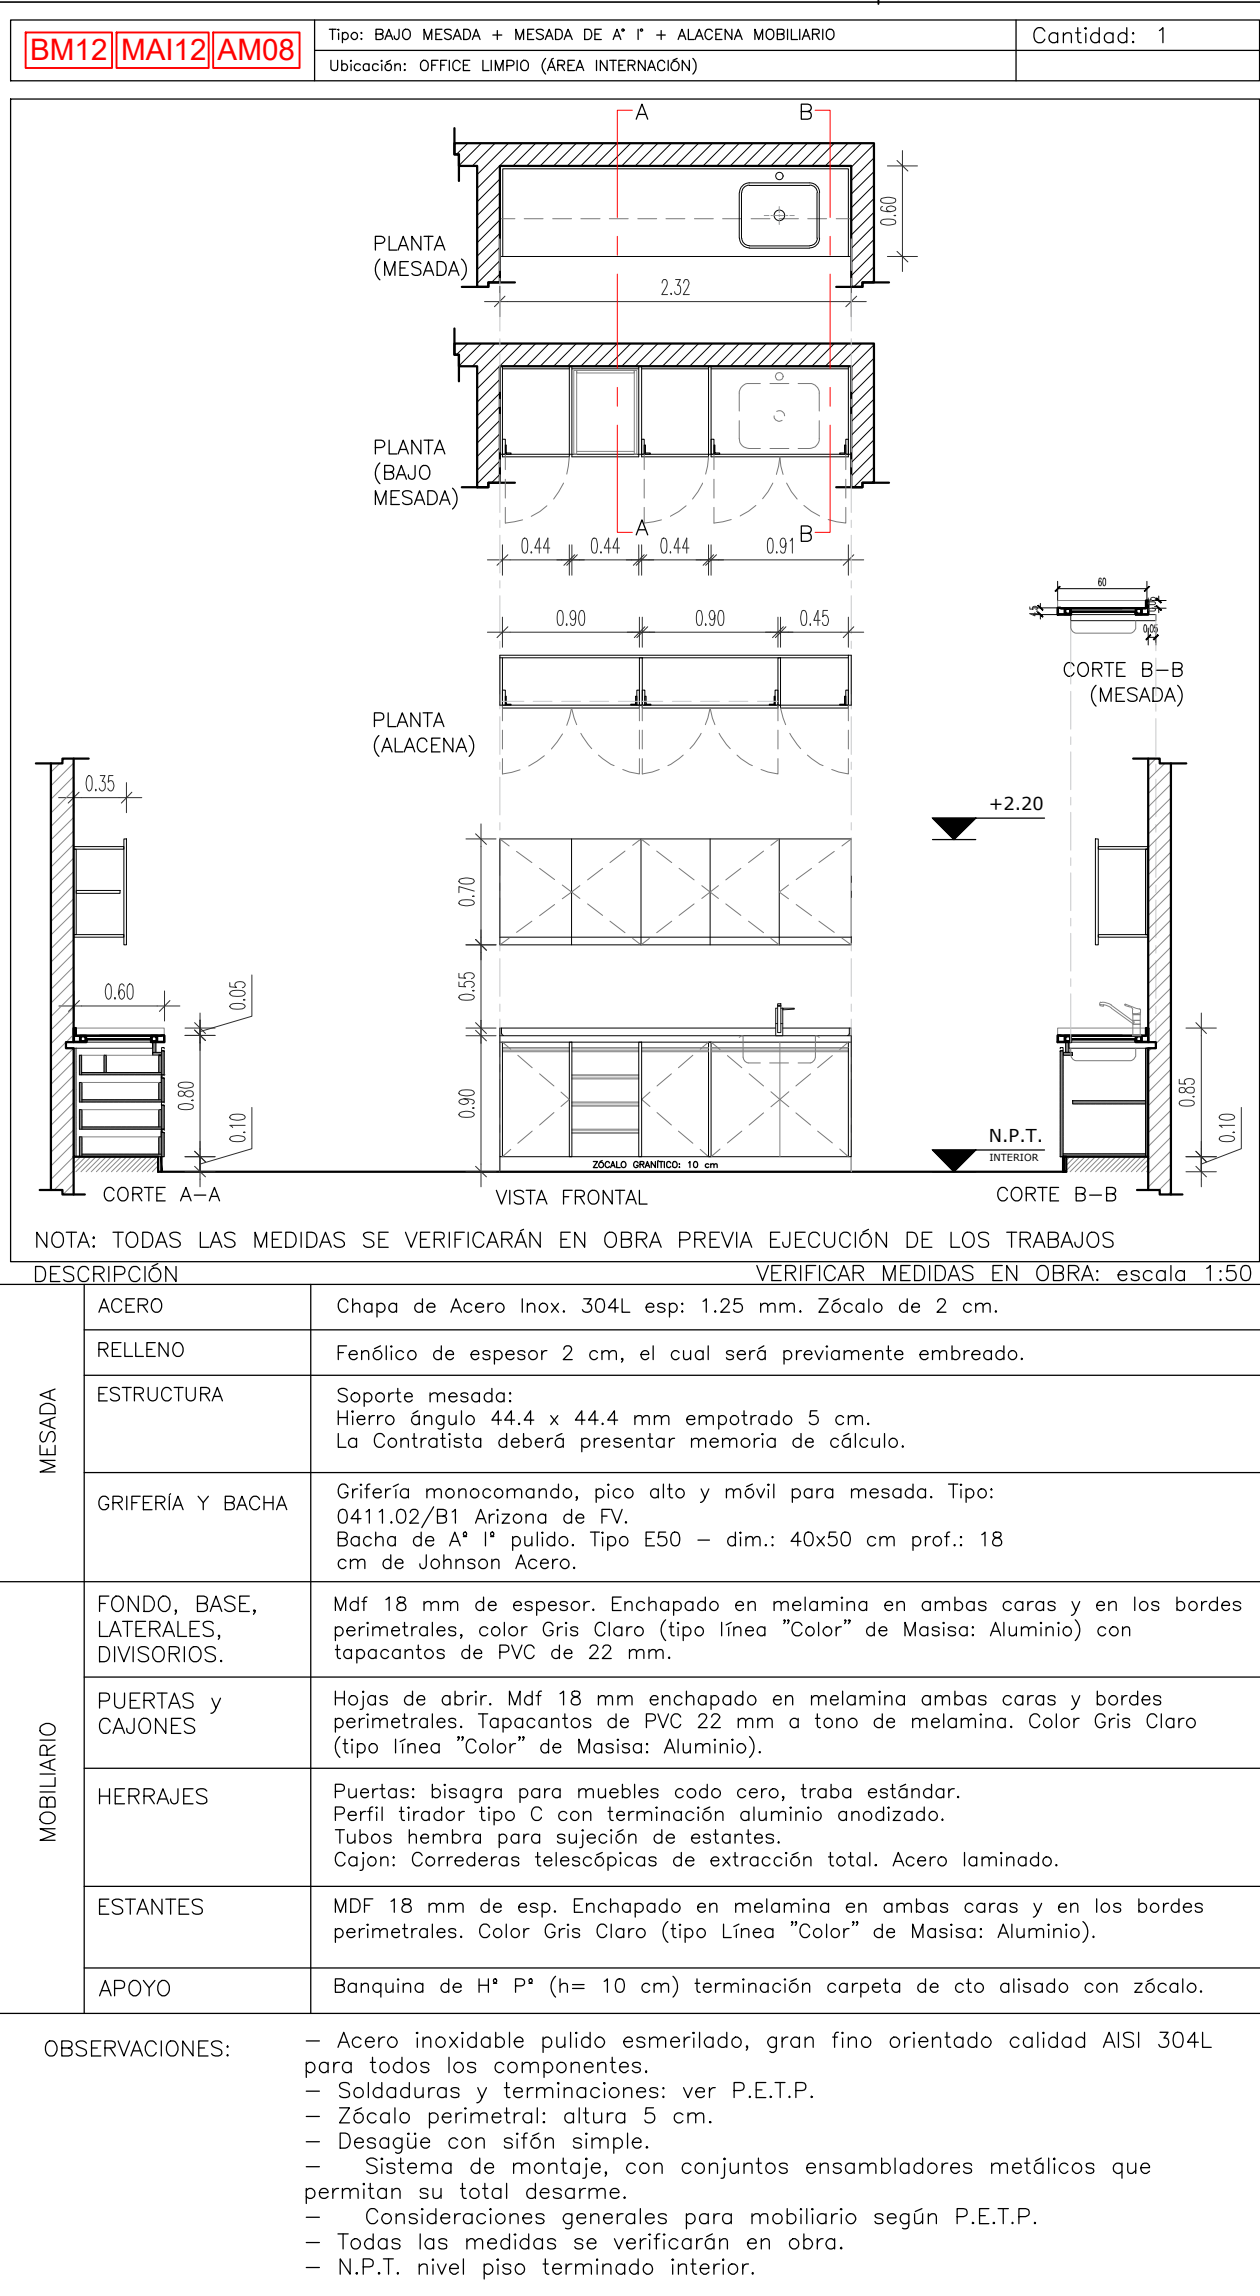 BM12 MAI12 AM08
Tipo: BAJO MESADA + MESADA DE A° I° + ALACENA MOBILIARIO
Cantidad: 1
Ubicación: OFFICE LIMPIO (ÁREA INTERNACIÓN)
A
B
0.60
PLANTA
(MESADA)
2.32
PLANTA
(BAJO
MESADA)
A
B
0.44
0.44
0.44
0.91
60
0.90
0.90
0.45
0.05
CORTE B-B
(MESADA)
PLANTA
(ALACENA)
0.35
+2.20
0.70
0.55
0.60
0.05
0.80
0.10
0.90
0.85
0.10
N.P.T.
INTERIOR
ZÓCALO GRANÍTICO: 10 cm
CORTE A-A
VISTA FRONTAL
CORTE B-B
NOTA: TODAS LAS MEDIDAS SE VERIFICARÁN EN OBRA PREVIA EJECUCIÓN DE LOS TRABAJOS
DESCRIPCIÓN
VERIFICAR MEDIDAS EN OBRA: escala 1:50
MESADA
ACERO
Chapa de Acero Inox. 304L esp: 1.25 mm. Zócalo de 2 cm.
RELLENO
Fenólico de espesor 2 cm, el cual será previamente embreado.
ESTRUCTURA
Soporte mesada:
Hierro ángulo 44.4 x 44.4 mm empotrado 5 cm.
La Contratista deberá presentar memoria de cálculo.
GRIFERÍA Y BACHA
Grifería monocomando, pico alto y móvil para mesada. Tipo:
0411.02/B1 Arizona de FV.
Bacha de Aº Iº pulido. Tipo E50 – dim.: 40x50 cm prof.: 18
cm de Johnson Acero.
MOBILIARIO
FONDO, BASE,
LATERALES,
DIVISORIOS.
Mdf 18 mm de espesor. Enchapado en melamina en ambas caras y en los bordes
perimetrales, color Gris Claro (tipo línea "Color" de Masisa: Aluminio) con
tapacantos de PVC de 22 mm.
PUERTAS y
CAJONES
Hojas de abrir. Mdf 18 mm enchapado en melamina ambas caras y bordes
perimetrales. Tapacantos de PVC 22 mm a tono de melamina. Color Gris Claro
(tipo línea "Color" de Masisa: Aluminio).
HERRAJES
Puertas: bisagra para muebles codo cero, traba estándar.
Perfil tirador tipo C con terminación aluminio anodizado.
Tubos hembra para sujeción de estantes.
Cajon: Correderas telescópicas de extracción total. Acero laminado.
ESTANTES
MDF 18 mm de esp. Enchapado en melamina en ambas caras y en los bordes
perimetrales. Color Gris Claro (tipo Línea "Color" de Masisa: Aluminio).
APOYO
Banquina de Hº Pº (h= 10 cm) terminación carpeta de cto alisado con zócalo.
OBSERVACIONES:
– Acero inoxidable pulido esmerilado, gran fino orientado calidad AISI 304L
para todos los componentes.
– Soldaduras y terminaciones: ver P.E.T.P.
– Zócalo perimetral: altura 5 cm.
– Desagüe con sifón simple.
– Sistema de montaje, con conjuntos ensambladores metálicos que
permitan su total desarme.
– Consideraciones generales para mobiliario según P.E.T.P.
– Todas las medidas se verificarán en obra.
– N.P.T. nivel piso terminado interior.